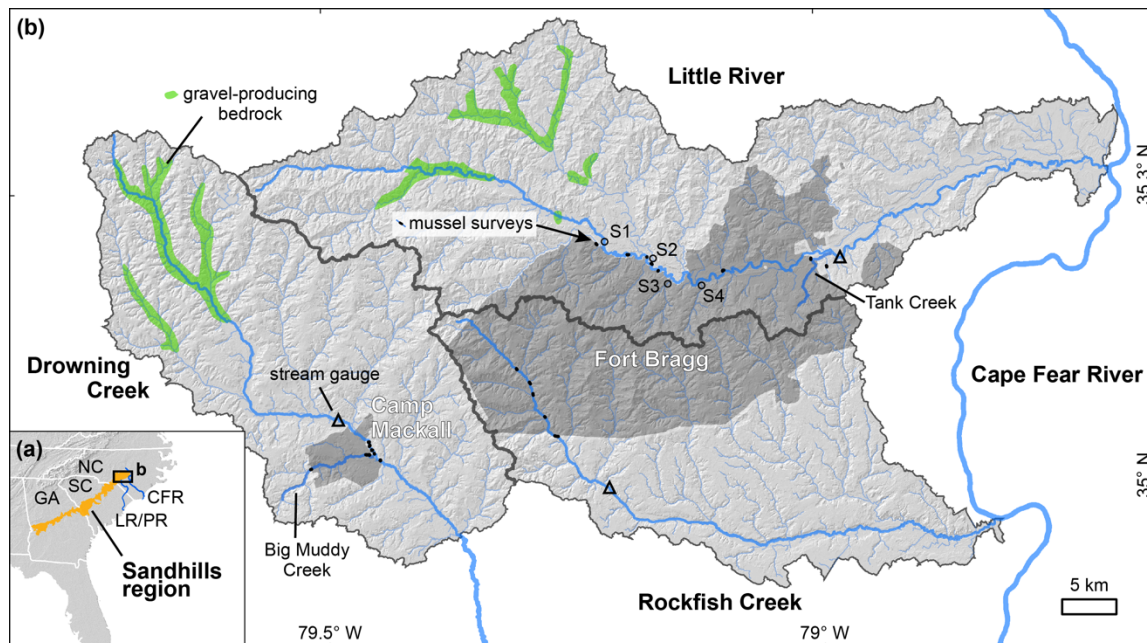 (b)
Little River
gravel-producing
bedrock
35.3° N
mussel surveys
S1
S2
S3
S4
Tank Creek
Fort Bragg
Drowning
Creek
stream gauge
Camp
Mackall
Cape Fear River
(a)
NC
b
SC
GA
CFR
LR/PR
Sandhills
region
Big Muddy
Creek
35° N
Rockfish Creek
5 km
79.5° W
79° W